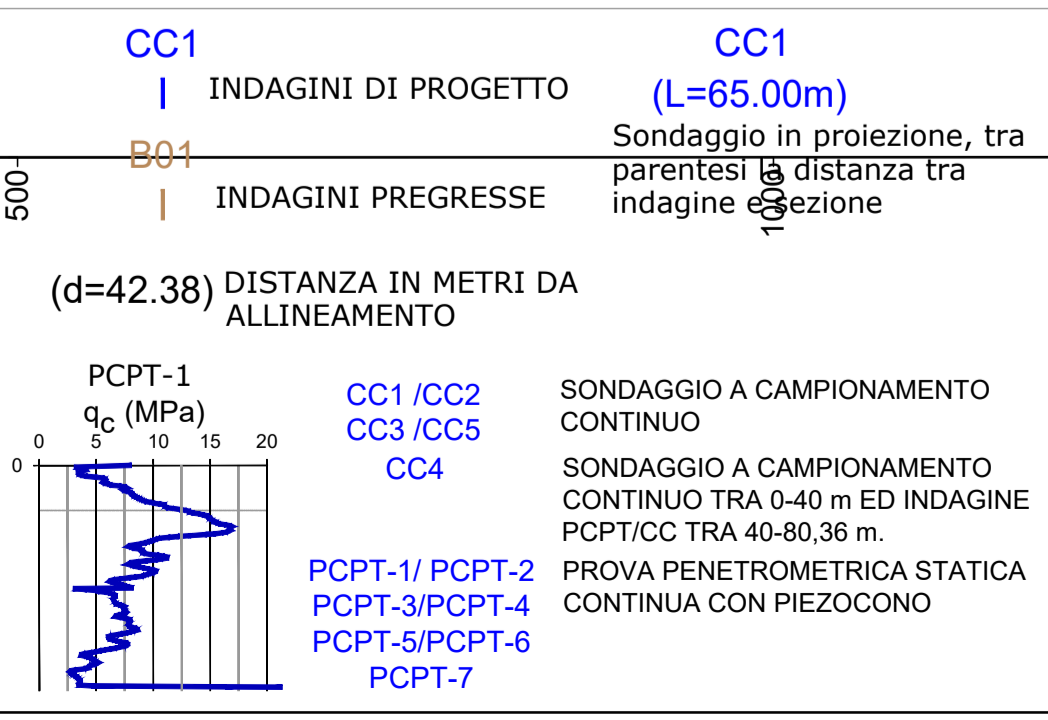 CC1
INDAGINI DI PROGETTO
CC1
(L=65.00m)
Sondaggio in proiezione, tra
parentesi la distanza tra
indagine e sezione
B01
INDAGINI PREGRESSE
500
1000
(d=42.38)
DISTANZA IN METRI DA
ALLINEAMENTO
PCPT-1
qc (MPa)
0 5 10 15 20
0
CC1 /CC2
CC3 /CC5
SONDAGGIO A CAMPIONAMENTO
CONTINUO
CC4
SONDAGGIO A CAMPIONAMENTO
CONTINUO TRA 0-40 m ED INDAGINE
PCPT/CC TRA 40-80,36 m.
PCPT-1/ PCPT-2
PCPT-3/PCPT-4
PCPT-5/PCPT-6
PCPT-7
PROVA PENETROMETRICA STATICA
CONTINUA CON PIEZOCONO